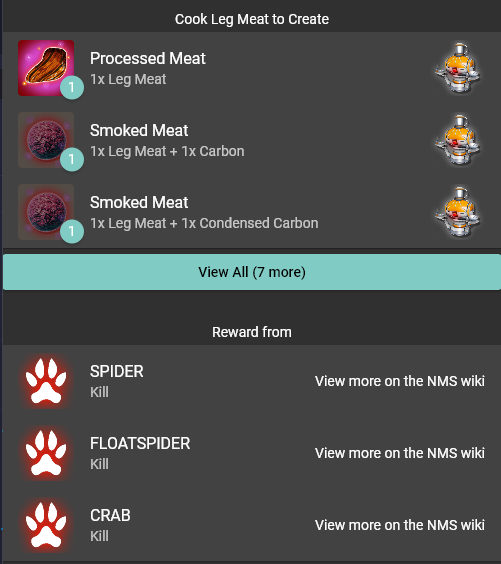 Cook Leg Meat to Create
Processed Meat
1x Leg Meat
1
Smoked Meat
1x Leg Meat + 1x Carbon
1
Smoked Meat
1x Leg Meat + 1x Condensed Carbon
1
View All (7 more)
Reward from
SPIDER
Kill
View more on the NMS wiki
FLOATSPIDER
Kill
View more on the NMS wiki
CRAB
Kill
View more on the NMS wiki